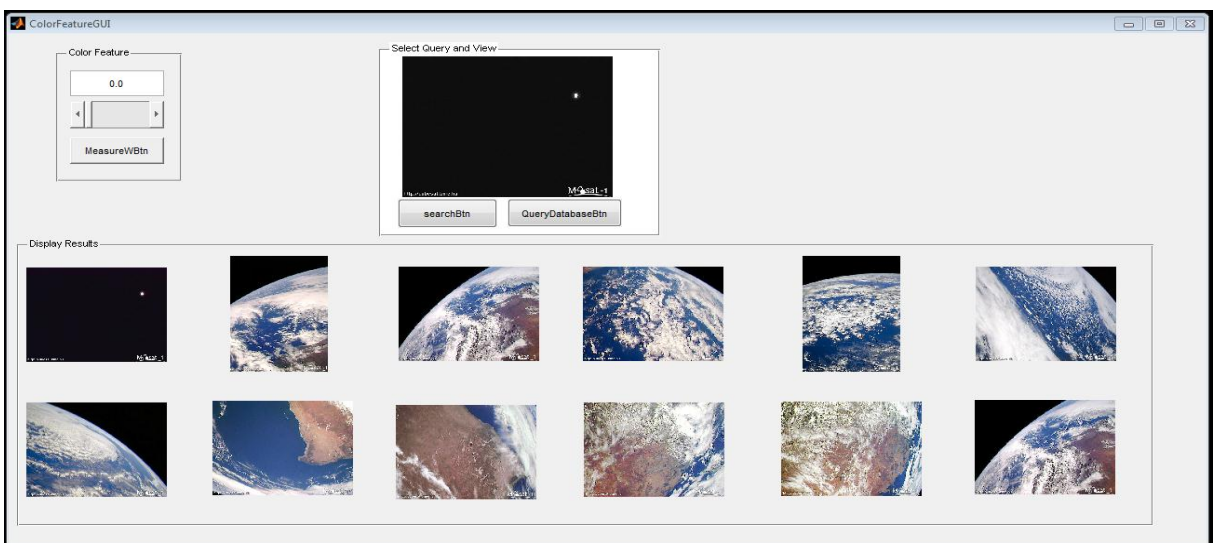 ColorFeatureGUI
Color Feature
0.0
MeasureWBtn
Select Query and View
searchBtn
QueryDatabaseBtn
Display Results